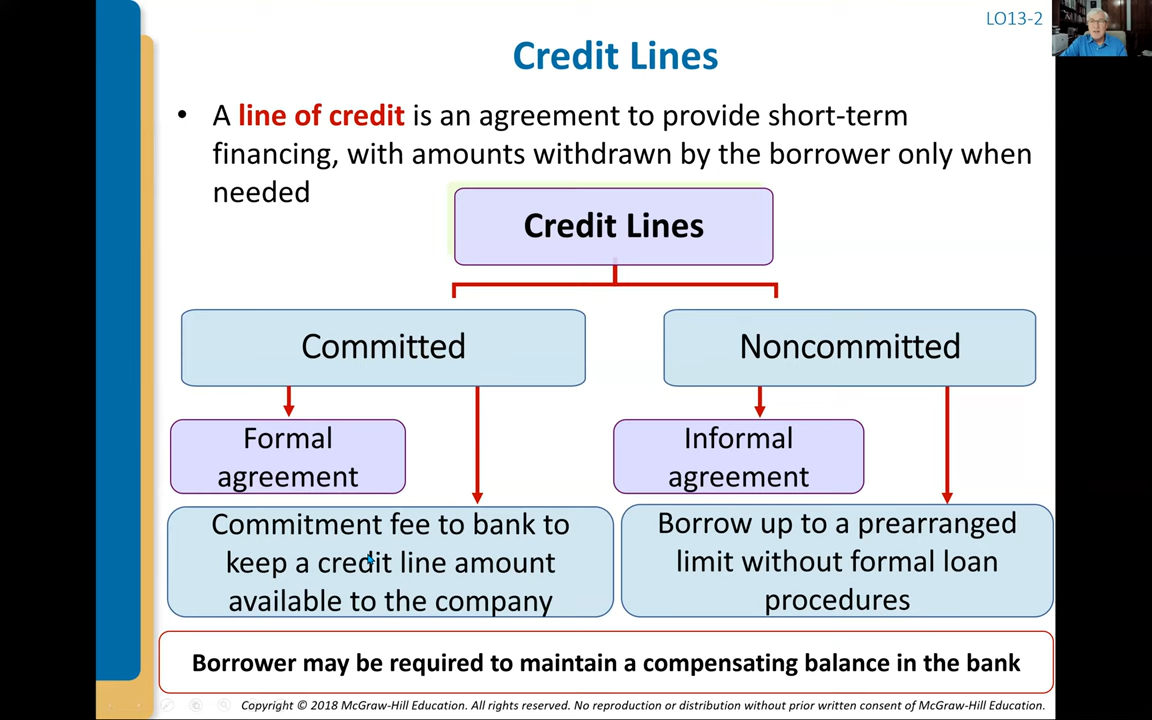 LO13-2
Credit Lines
• A line of credit is an agreement to provide short-term
financing, with amounts withdrawn by the borrower only when
needed
Credit Lines
Committed
Noncommitted
Formal
agreement
Informal
agreement
Commitment fee to bank to
keep a credit line amount
available to the company
Borrow up to a prearranged
limit without formal loan
procedures
Borrower may be required to maintain a compensating balance in the bank
Copyright © 2018 McGraw-Hill Education. All rights reserved. No reproduction or distribution without prior written consent of McGraw-Hill Education.